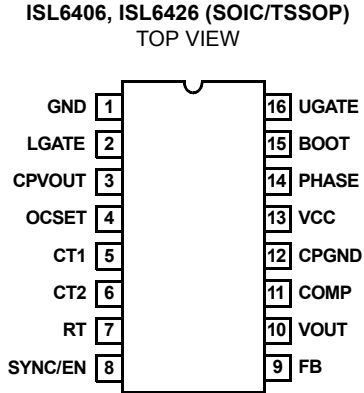 ISL6406, ISL6426 (SOIC/TSSOP)
TOP VIEW
GND 1 16 UGATE
LGATE 2 15 BOOT
CPVOUT 3 14 PHASE
OCSET 4 13 VCC
CT1 5 12 CPGND
CT2 6 11 COMP
RT 7 10 VOUT
SYNC/EN 8 9 FB